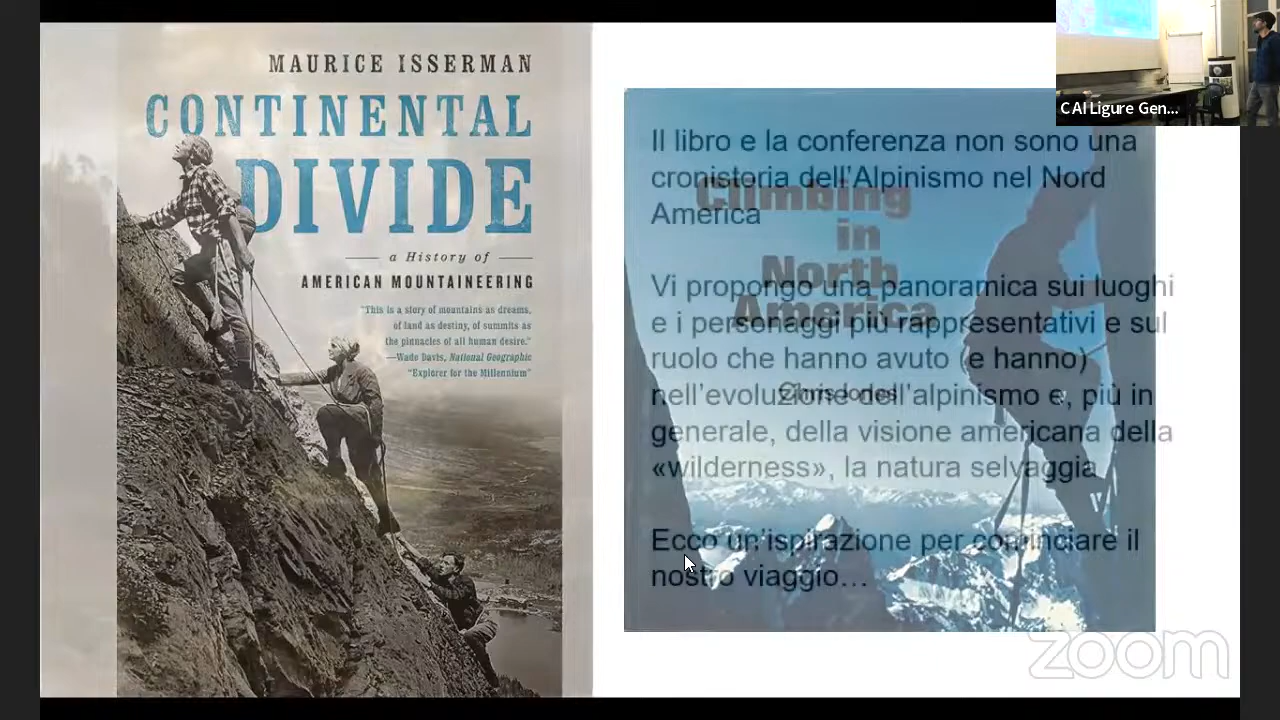 MAURICE ISSERMAN
CONTINENTAL
DIVIDE
a History of
AMERICAN MOUNTAINEERING
"This is a story of mountains as dreams,
of land as destiny, of summits as
the pinnacles of all human desire."
—Wade Davis, National Geographic
"Explorer for the Millennium"
Il libro e la conferenza non sono una
cronistoria dell'Alpinismo nel Nord
America
Vi propongo una panoramica sui luoghi
e i personaggi più rappresentativi e sul
ruolo che hanno avuto (e hanno)
nell'evoluzione dell'alpinismo e, più in
generale, della visione americana della
«wilderness», la natura selvaggia
Ecco un'ispirazione per cominciare il
nostro viaggio…
Climbing
in
North
America
Chris Jones
CAI Ligure Gen...
zoom